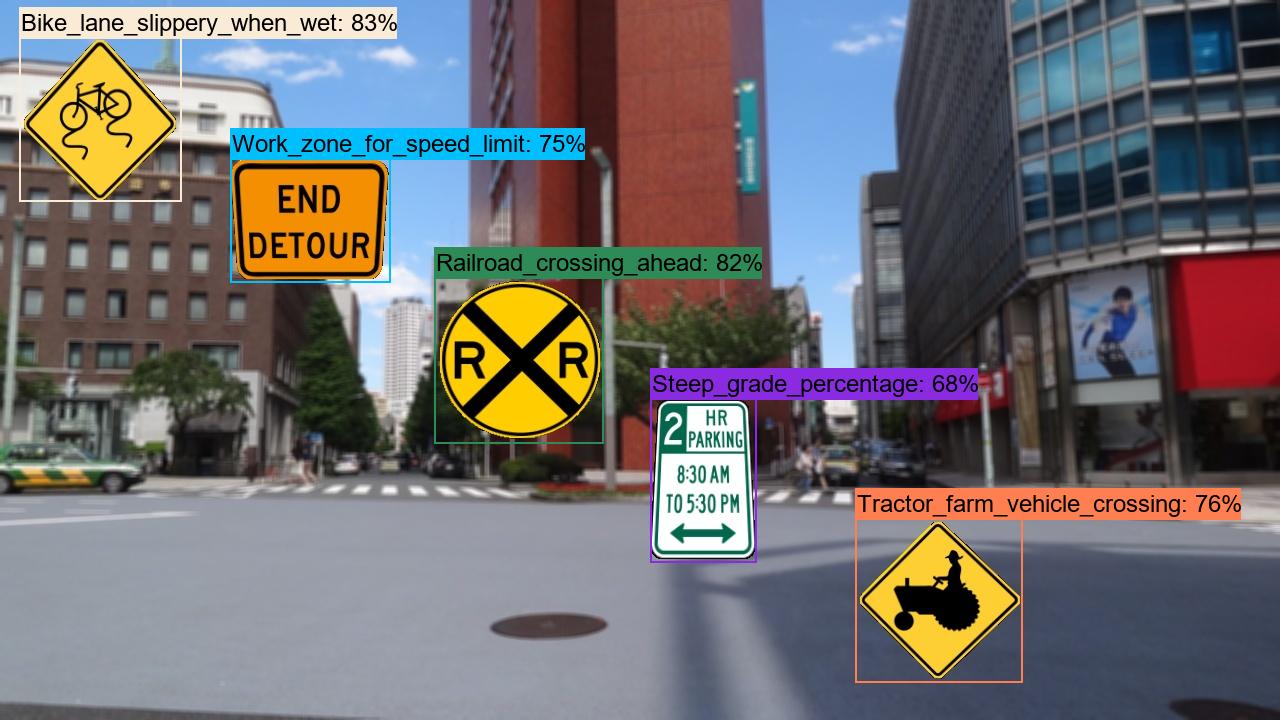 Bike_lane_slippery_when_wet: 83%
Work_zone_for_speed_limit: 75%
END
DETOUR
Railroad_crossing_ahead: 82%
R R
Steep_grade_percentage: 68%
2 HR
PARKING
8:30 AM
TO 5:30 PM
Tractor_farm_vehicle_crossing: 76%